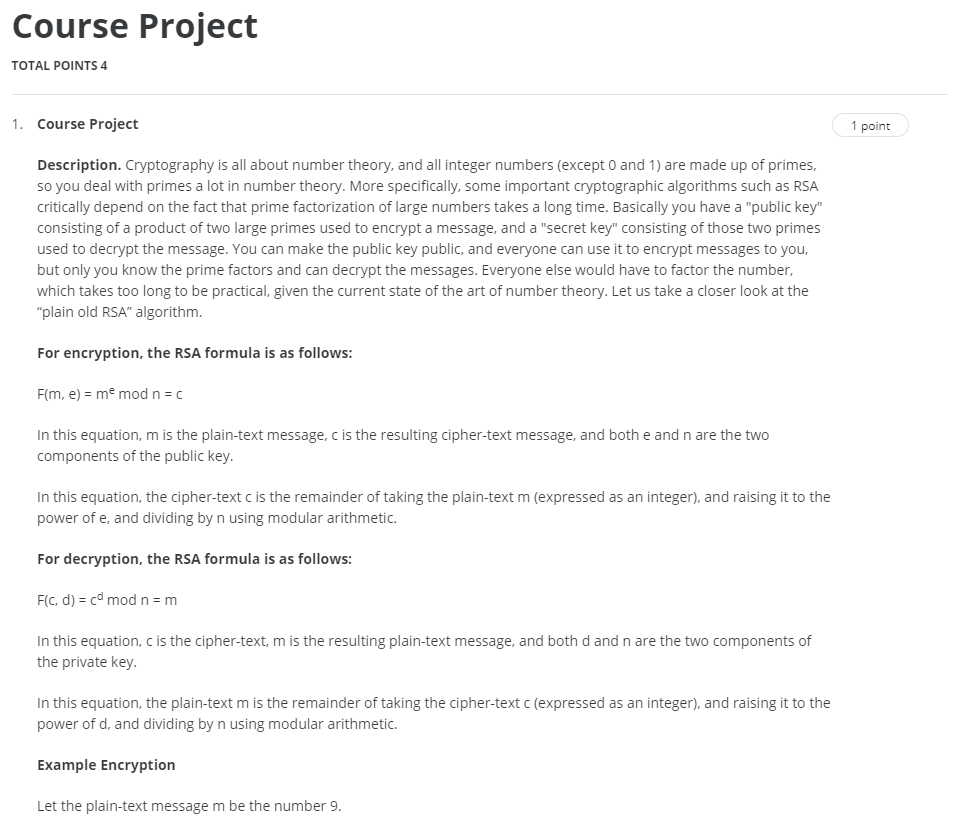 Course Project
TOTAL POINTS 4
1. Course Project
1 point
Description. Cryptography is all about number theory, and all integer numbers (except 0 and 1) are made up of primes,
so you deal with primes a lot in number theory. More specifically, some important cryptographic algorithms such as RSA
critically depend on the fact that prime factorization of large numbers takes a long time. Basically you have a "public key"
consisting of a product of two large primes used to encrypt a message, and a "secret key" consisting of those two primes
used to decrypt the message. You can make the public key public, and everyone can use it to encrypt messages to you,
but only you know the prime factors and can decrypt the messages. Everyone else would have to factor the number,
which takes too long to be practical, given the current state of the art of number theory. Let us take a closer look at the
“plain old RSA” algorithm.
For encryption, the RSA formula is as follows:
F(m, e) = mᵉ mod n = c
In this equation, m is the plain-text message, c is the resulting cipher-text message, and both e and n are the two
components of the public key.
In this equation, the cipher-text c is the remainder of taking the plain-text m (expressed as an integer), and raising it to the
power of e, and dividing by n using modular arithmetic.
For decryption, the RSA formula is as follows:
F(c, d) = cᵈ mod n = m
In this equation, c is the cipher-text, m is the resulting plain-text message, and both d and n are the two components of
the private key.
In this equation, the plain-text m is the remainder of taking the cipher-text c (expressed as an integer), and raising it to the
power of d, and dividing by n using modular arithmetic.
Example Encryption
Let the plain-text message m be the number 9.